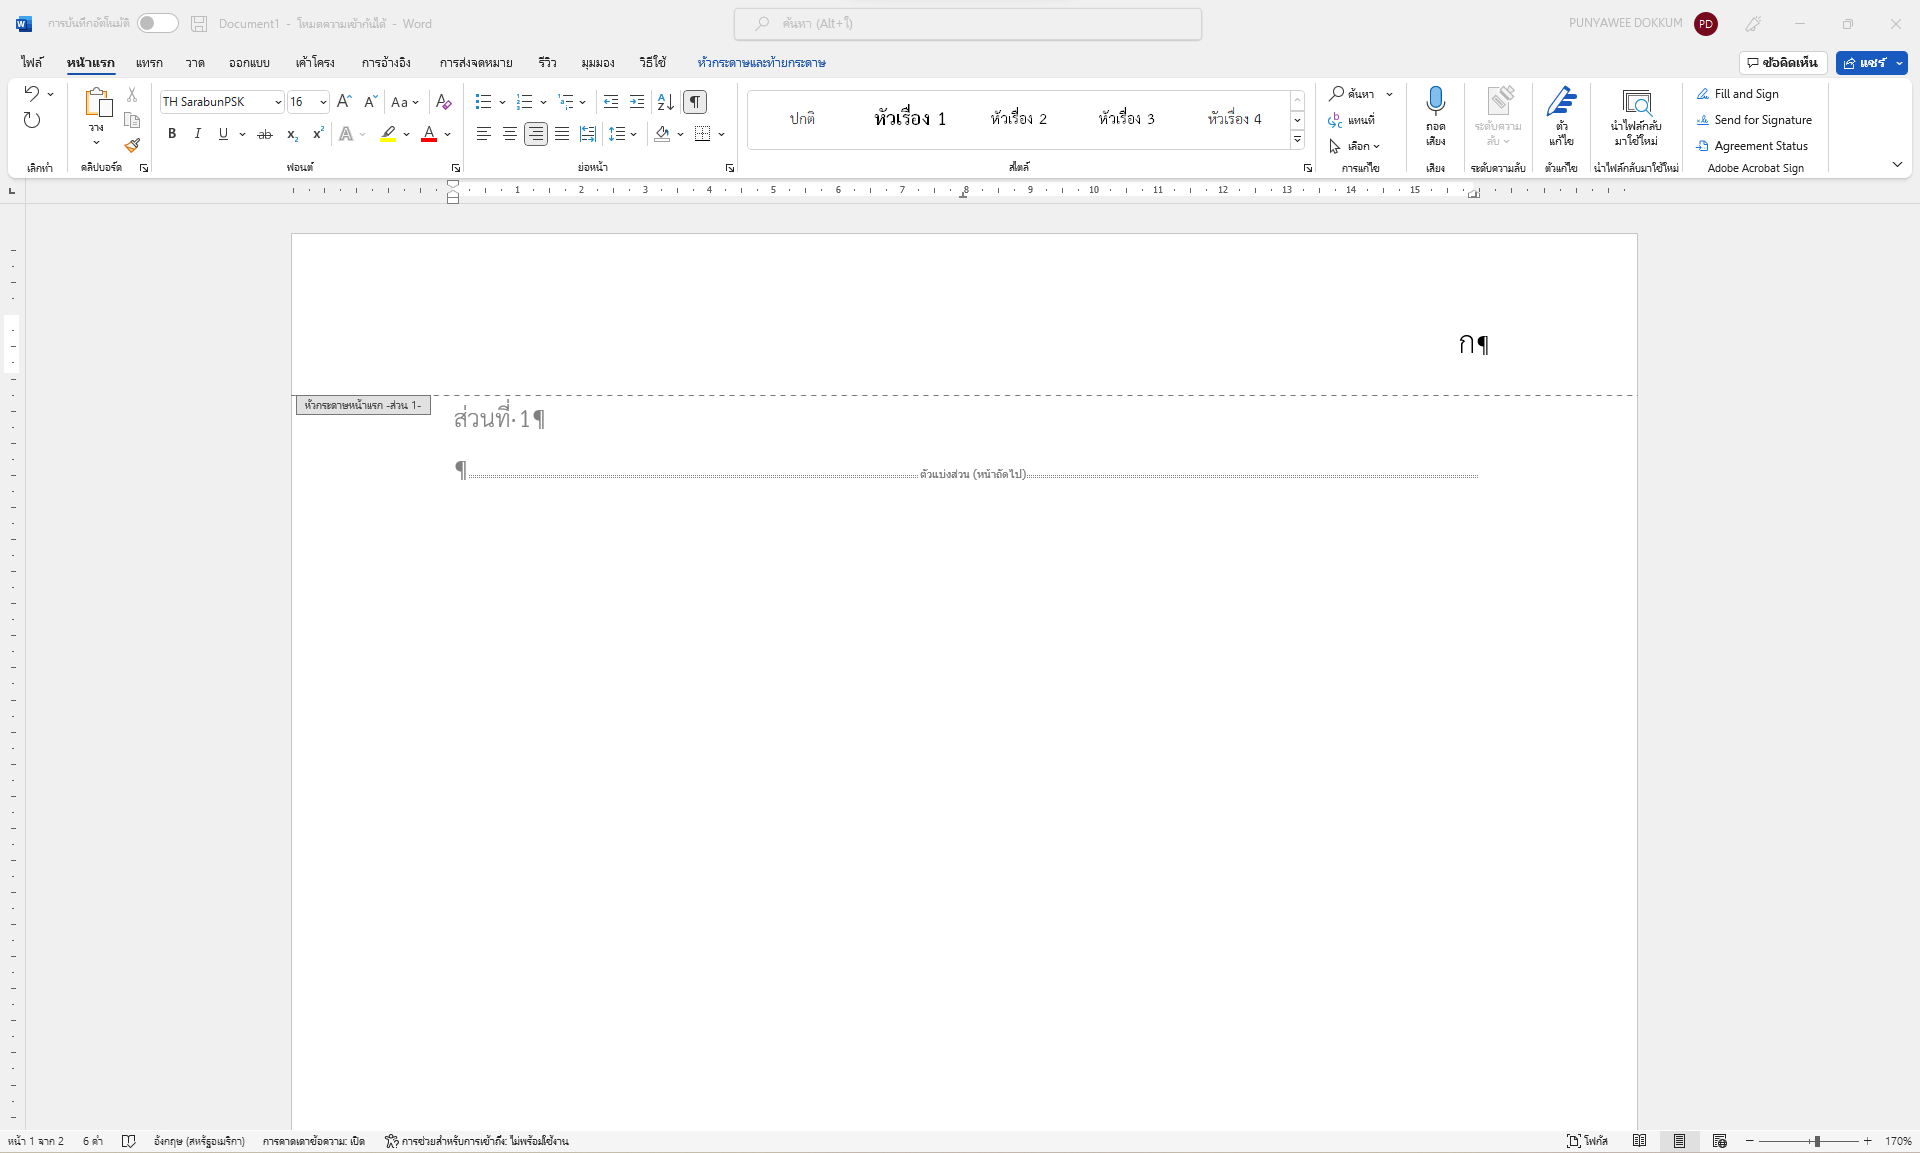 การบันทึกอัตโนมัติ Document1 - โหมดความเข้ากันได้ - Word ค้นหา (Alt+ใ) PUNYAWEE DOKKUM PD
ไฟล์ หน้าแรก แทรก วาด ออกแบบ เค้าโครง การอ้างอิง การส่งจดหมาย รีวิว มุมมอง วิธีใช้ หัวกระดาษและท้ายกระดาษ ข้อคิดเห็น แชร์
วาง
TH SarabunPSK 16 Aa
ปกติ หัวเรื่อง 1 หัวเรื่อง 2 หัวเรื่อง 3 หัวเรื่อง 4
ค้นหา
แทนที่
เลือก
ถอดเสียง
ระดับความลับ
ตัวแก้ไข
นำไฟล์กลับมาใช้ใหม่
Fill and Sign
Send for Signature
Agreement Status
เลิกทำ คลิปบอร์ด ฟอนต์ ย่อหน้า สไตล์ การแก้ไข เสียง ระดับความลับ ตัวแก้ไข นำไฟล์กลับมาใช้ใหม่ Adobe Acrobat Sign
1 2 3 4 5 6 7 8 9 10 11 12 13 14 15
ก¶
หัวกระดาษหน้าแรก -ส่วน 1-
ส่วนที่·1¶
¶ ตัวแบ่งส่วน (หน้าถัดไป)
หน้า 1 จาก 2 6 คำ อังกฤษ (สหรัฐอเมริกา) การคาดเดาข้อความ: เปิด การช่วยสำหรับการเข้าถึง: ไม่พร้อมใช้งาน โฟกัส 170%